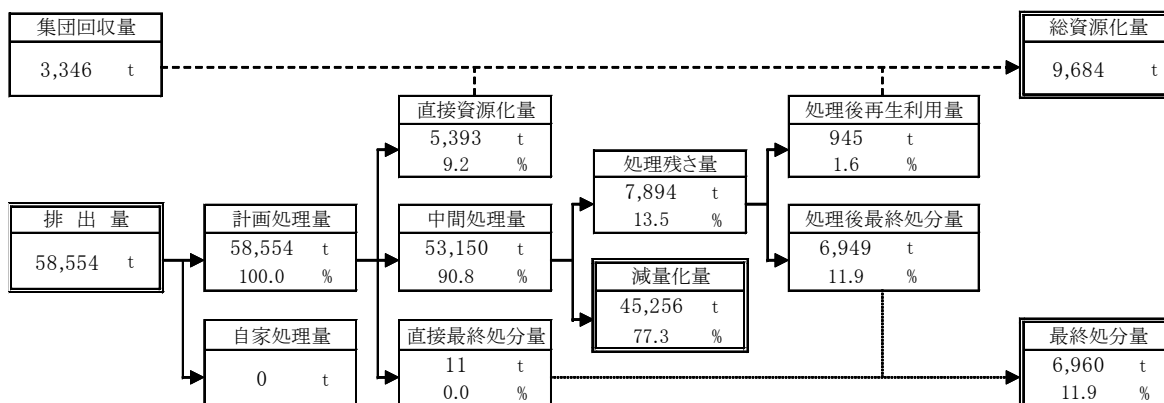 集団回収量
3,346 t
総資源化量
9,684 t
直接資源化量
5,393 t
9.2 %
処理後再生利用量
945 t
1.6 %
処理残さ量
7,894 t
13.5 %
排 出 量
58,554 t
計画処理量
58,554 t
100.0 %
中間処理量
53,150 t
90.8 %
処理後最終処分量
6,949 t
11.9 %
減量化量
45,256 t
77.3 %
自家処理量
0 t
直接最終処分量
11 t
0.0 %
最終処分量
6,960 t
11.9 %